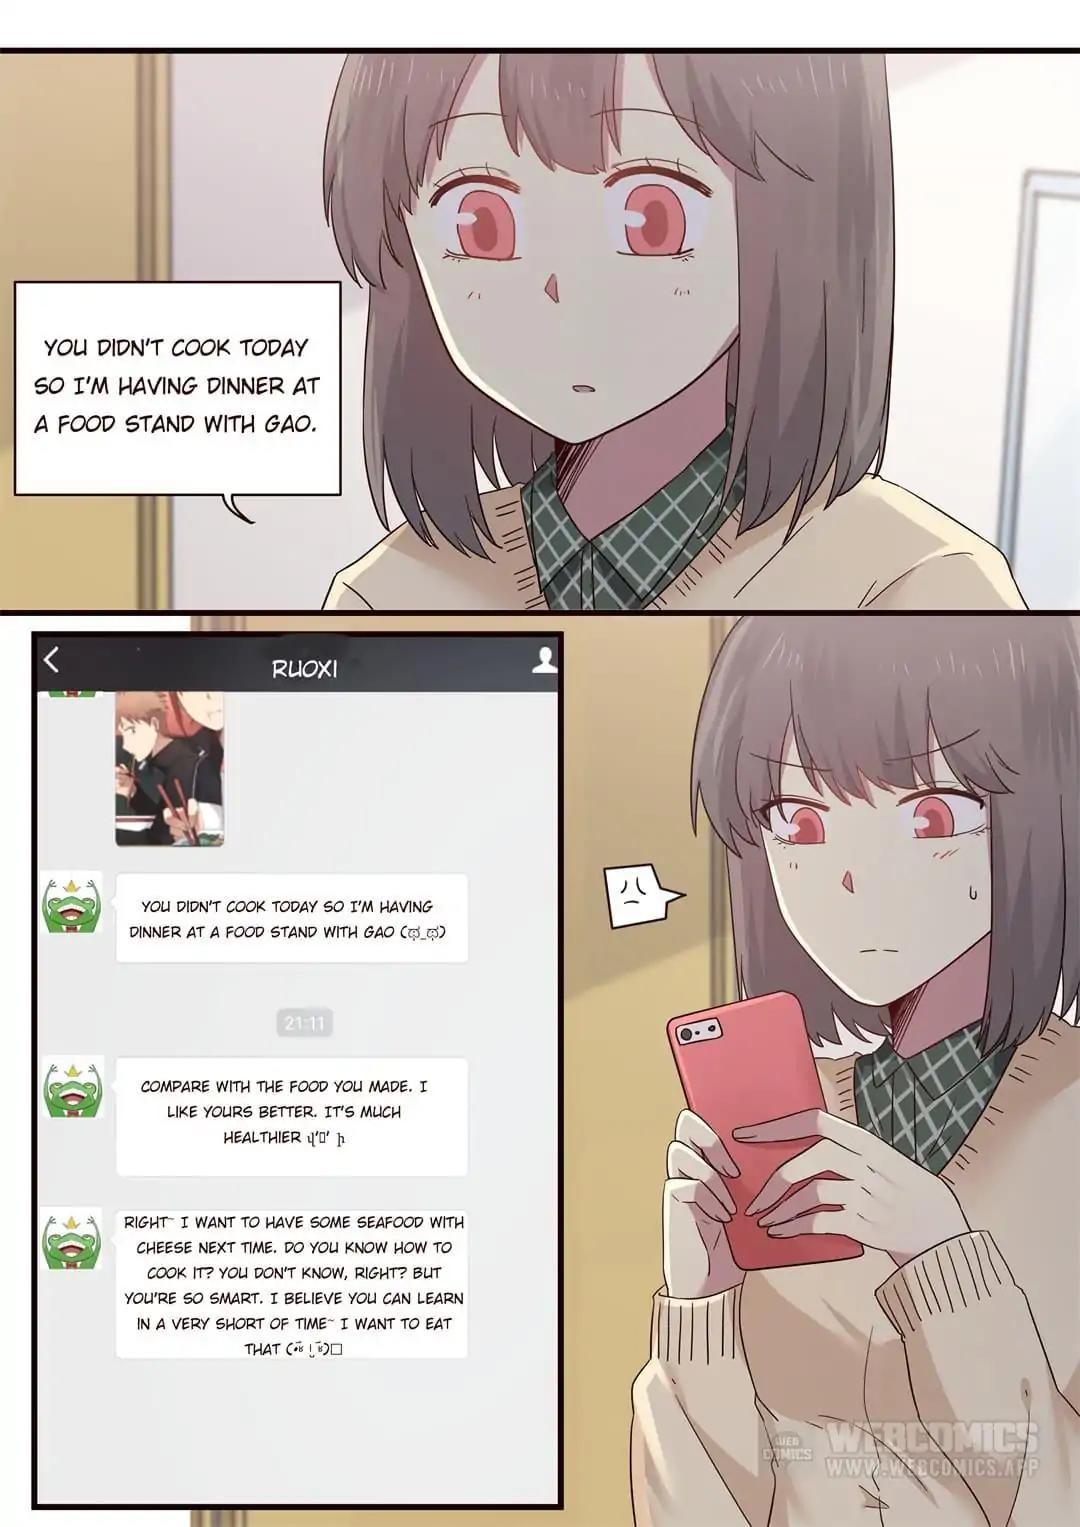 YOU DIDN'T COOK TODAY
SO I'M HAVING DINNER AT
A FOOD STAND WITH GAO.
RUOXI
YOU DIDN'T COOK TODAY SO I'M HAVING
DINNER AT A FOOD STAND WITH GAO (ಥ_ಥ)
21:11
COMPARE WITH THE FOOD YOU MADE. I
LIKE YOURS BETTER. IT'S MUCH
HEALTHIER
RIGHT~ I WANT TO HAVE SOME SEAFOOD WITH
CHEESE NEXT TIME. DO YOU KNOW HOW TO
COOK IT? YOU DON'T KNOW, RIGHT? BUT
YOU'RE SO SMART. I BELIEVE YOU CAN LEARN
IN A VERY SHORT OF TIME~ I WANT TO EAT
THAT
WEB
COMICS
WEBCOMICS
WWW.WEBCOMICS.APP